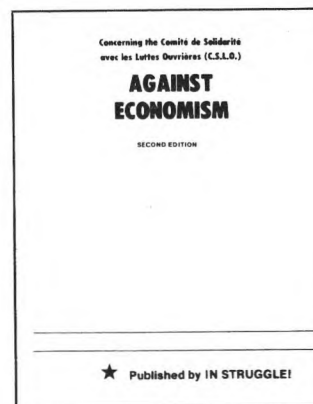 Concerning the Comité de Solidarité
avec les Luttes Ouvrières (C.S.L.O.)
AGAINST
ECONOMISM
SECOND EDITION
★ Published by IN STRUGGLE!